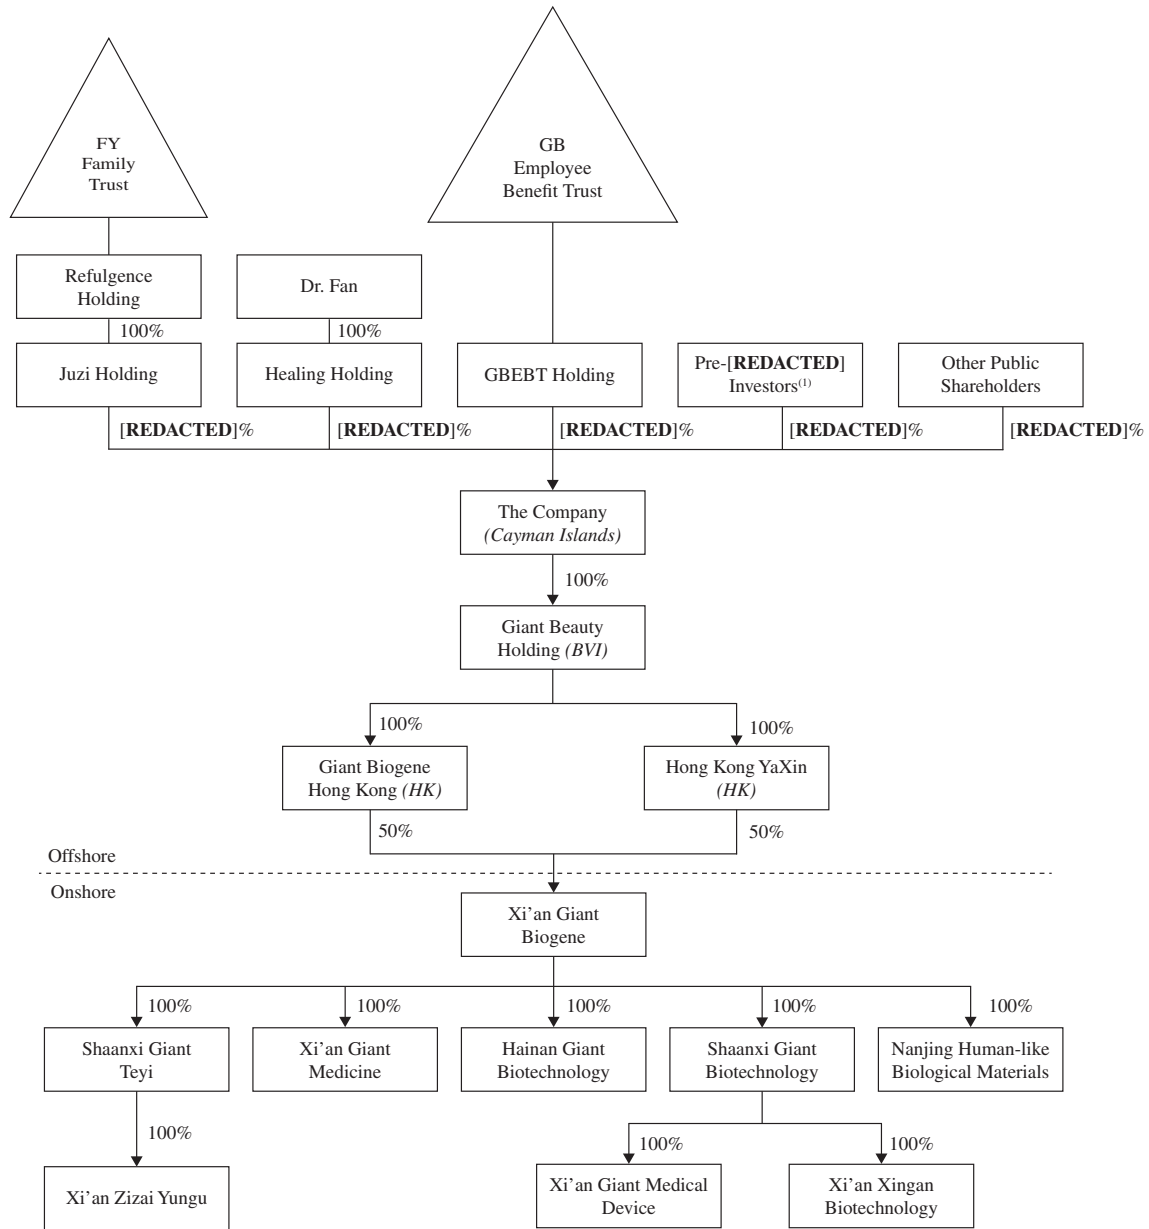 FY
Family
Trust
GB
Employee
Benefit Trust
Refulgence
Holding
Dr. Fan
100%
100%
Juzi Holding
Healing Holding
GBEBT Holding
Pre-[REDACTED]
Investors(1)
Other Public
Shareholders
[REDACTED]%
[REDACTED]%
[REDACTED]%
[REDACTED]%
[REDACTED]%
The Company
(Cayman Islands)
100%
Giant Beauty
Holding (BVI)
100%
100%
Giant Biogene
Hong Kong (HK)
Hong Kong YaXin
(HK)
50%
50%
Offshore
Onshore
Xi’an Giant
Biogene
100%
100%
100%
100%
100%
Shaanxi Giant
Teyi
Xi’an Giant
Medicine
Hainan Giant
Biotechnology
Shaanxi Giant
Biotechnology
Nanjing Human-like
Biological Materials
100%
100%
100%
Xi’an Zizai Yungu
Xi’an Giant Medical
Device
Xi’an Xingan
Biotechnology